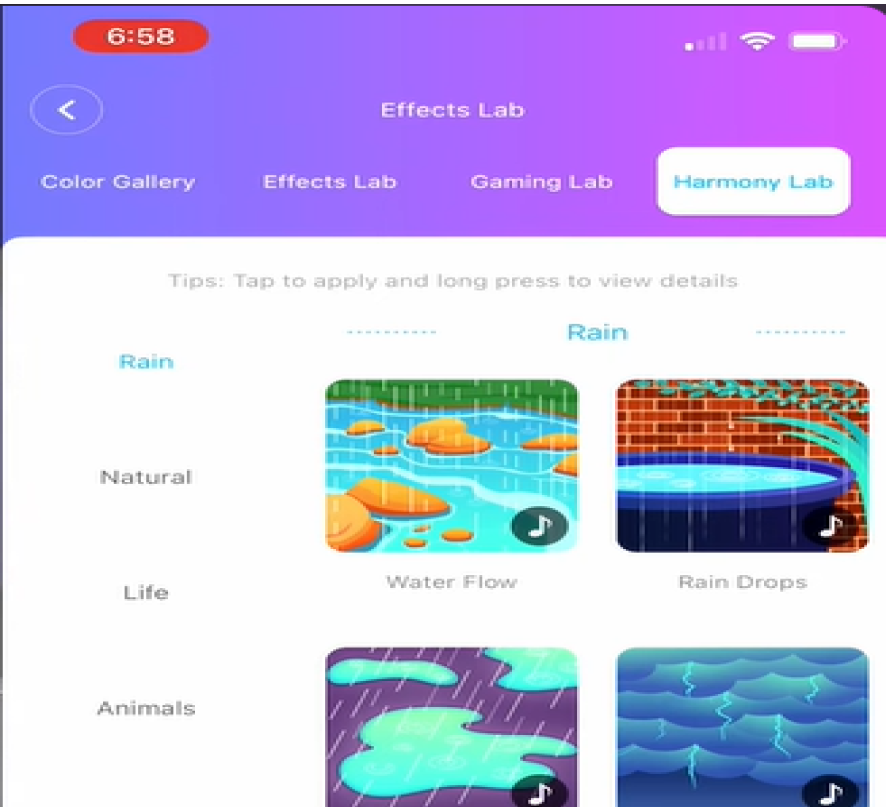 6:58
Effects Lab
Color Gallery Effects Lab Gaming Lab Harmony Lab
Tips: Tap to apply and long press to view details
Rain
Rain
Natural
Life
Animals
Water Flow Rain Drops